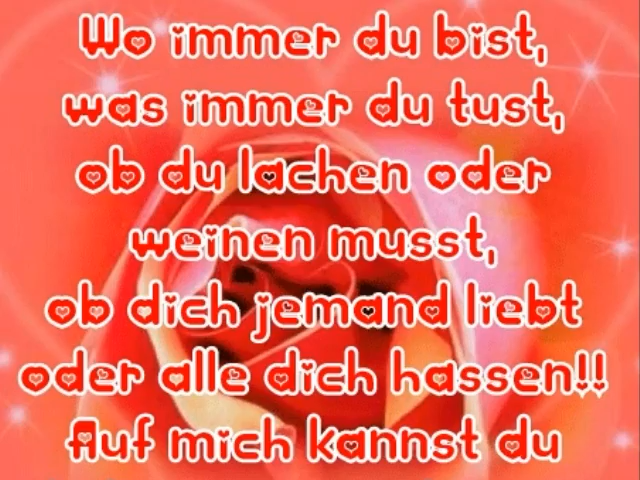 Wo immer du bist,
was immer du tust,
ob du lachen oder
weinen musst,
ob dich jemand liebt
oder alle dich hassen!!
Auf mich kannst du